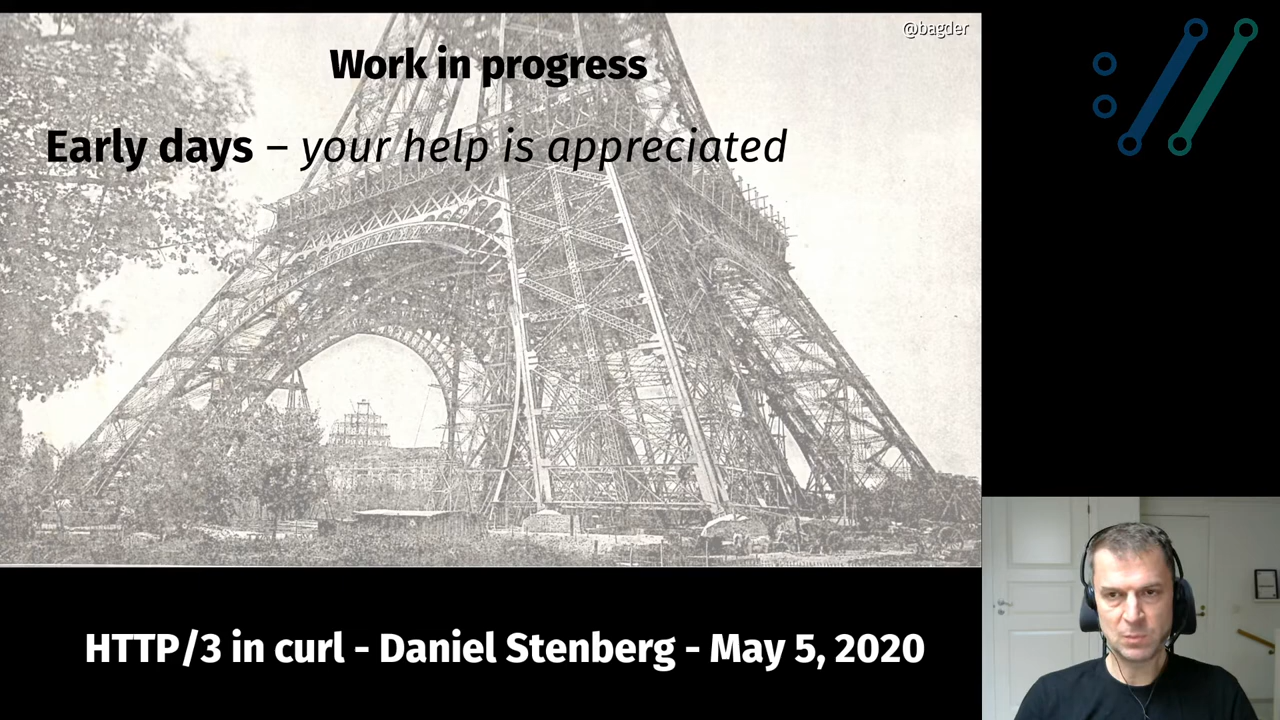 @bagder
Work in progress
Early days – your help is appreciated
HTTP/3 in curl - Daniel Stenberg - May 5, 2020